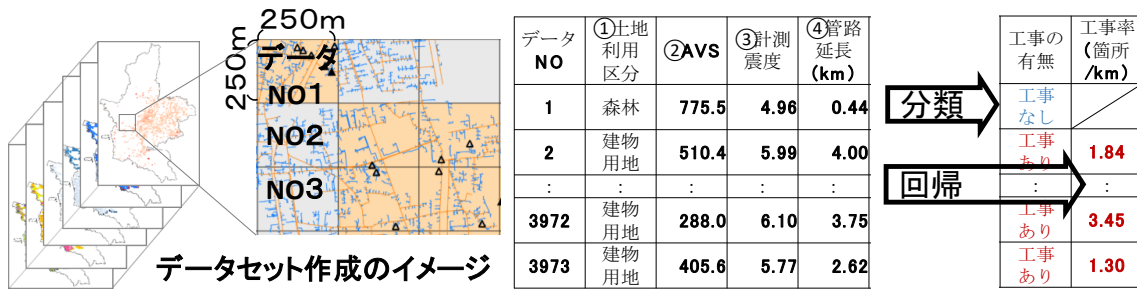 250m
250m
データ
NO1
NO2
NO3
データセット作成のイメージ
データ NO
①土地利用区分
②AVS
③計測震度
④管路延長 (km)
1 森林 775.5 4.96 0.44
2 建物用地 510.4 5.99 4.00
: : : : :
3972 建物用地 288.0 6.10 3.75
3973 建物用地 405.6 5.77 2.62
分類
回帰
工事の有無
工事率 (箇所/km)
工事なし
工事あり 1.84
: :
工事あり 3.45
工事あり 1.30